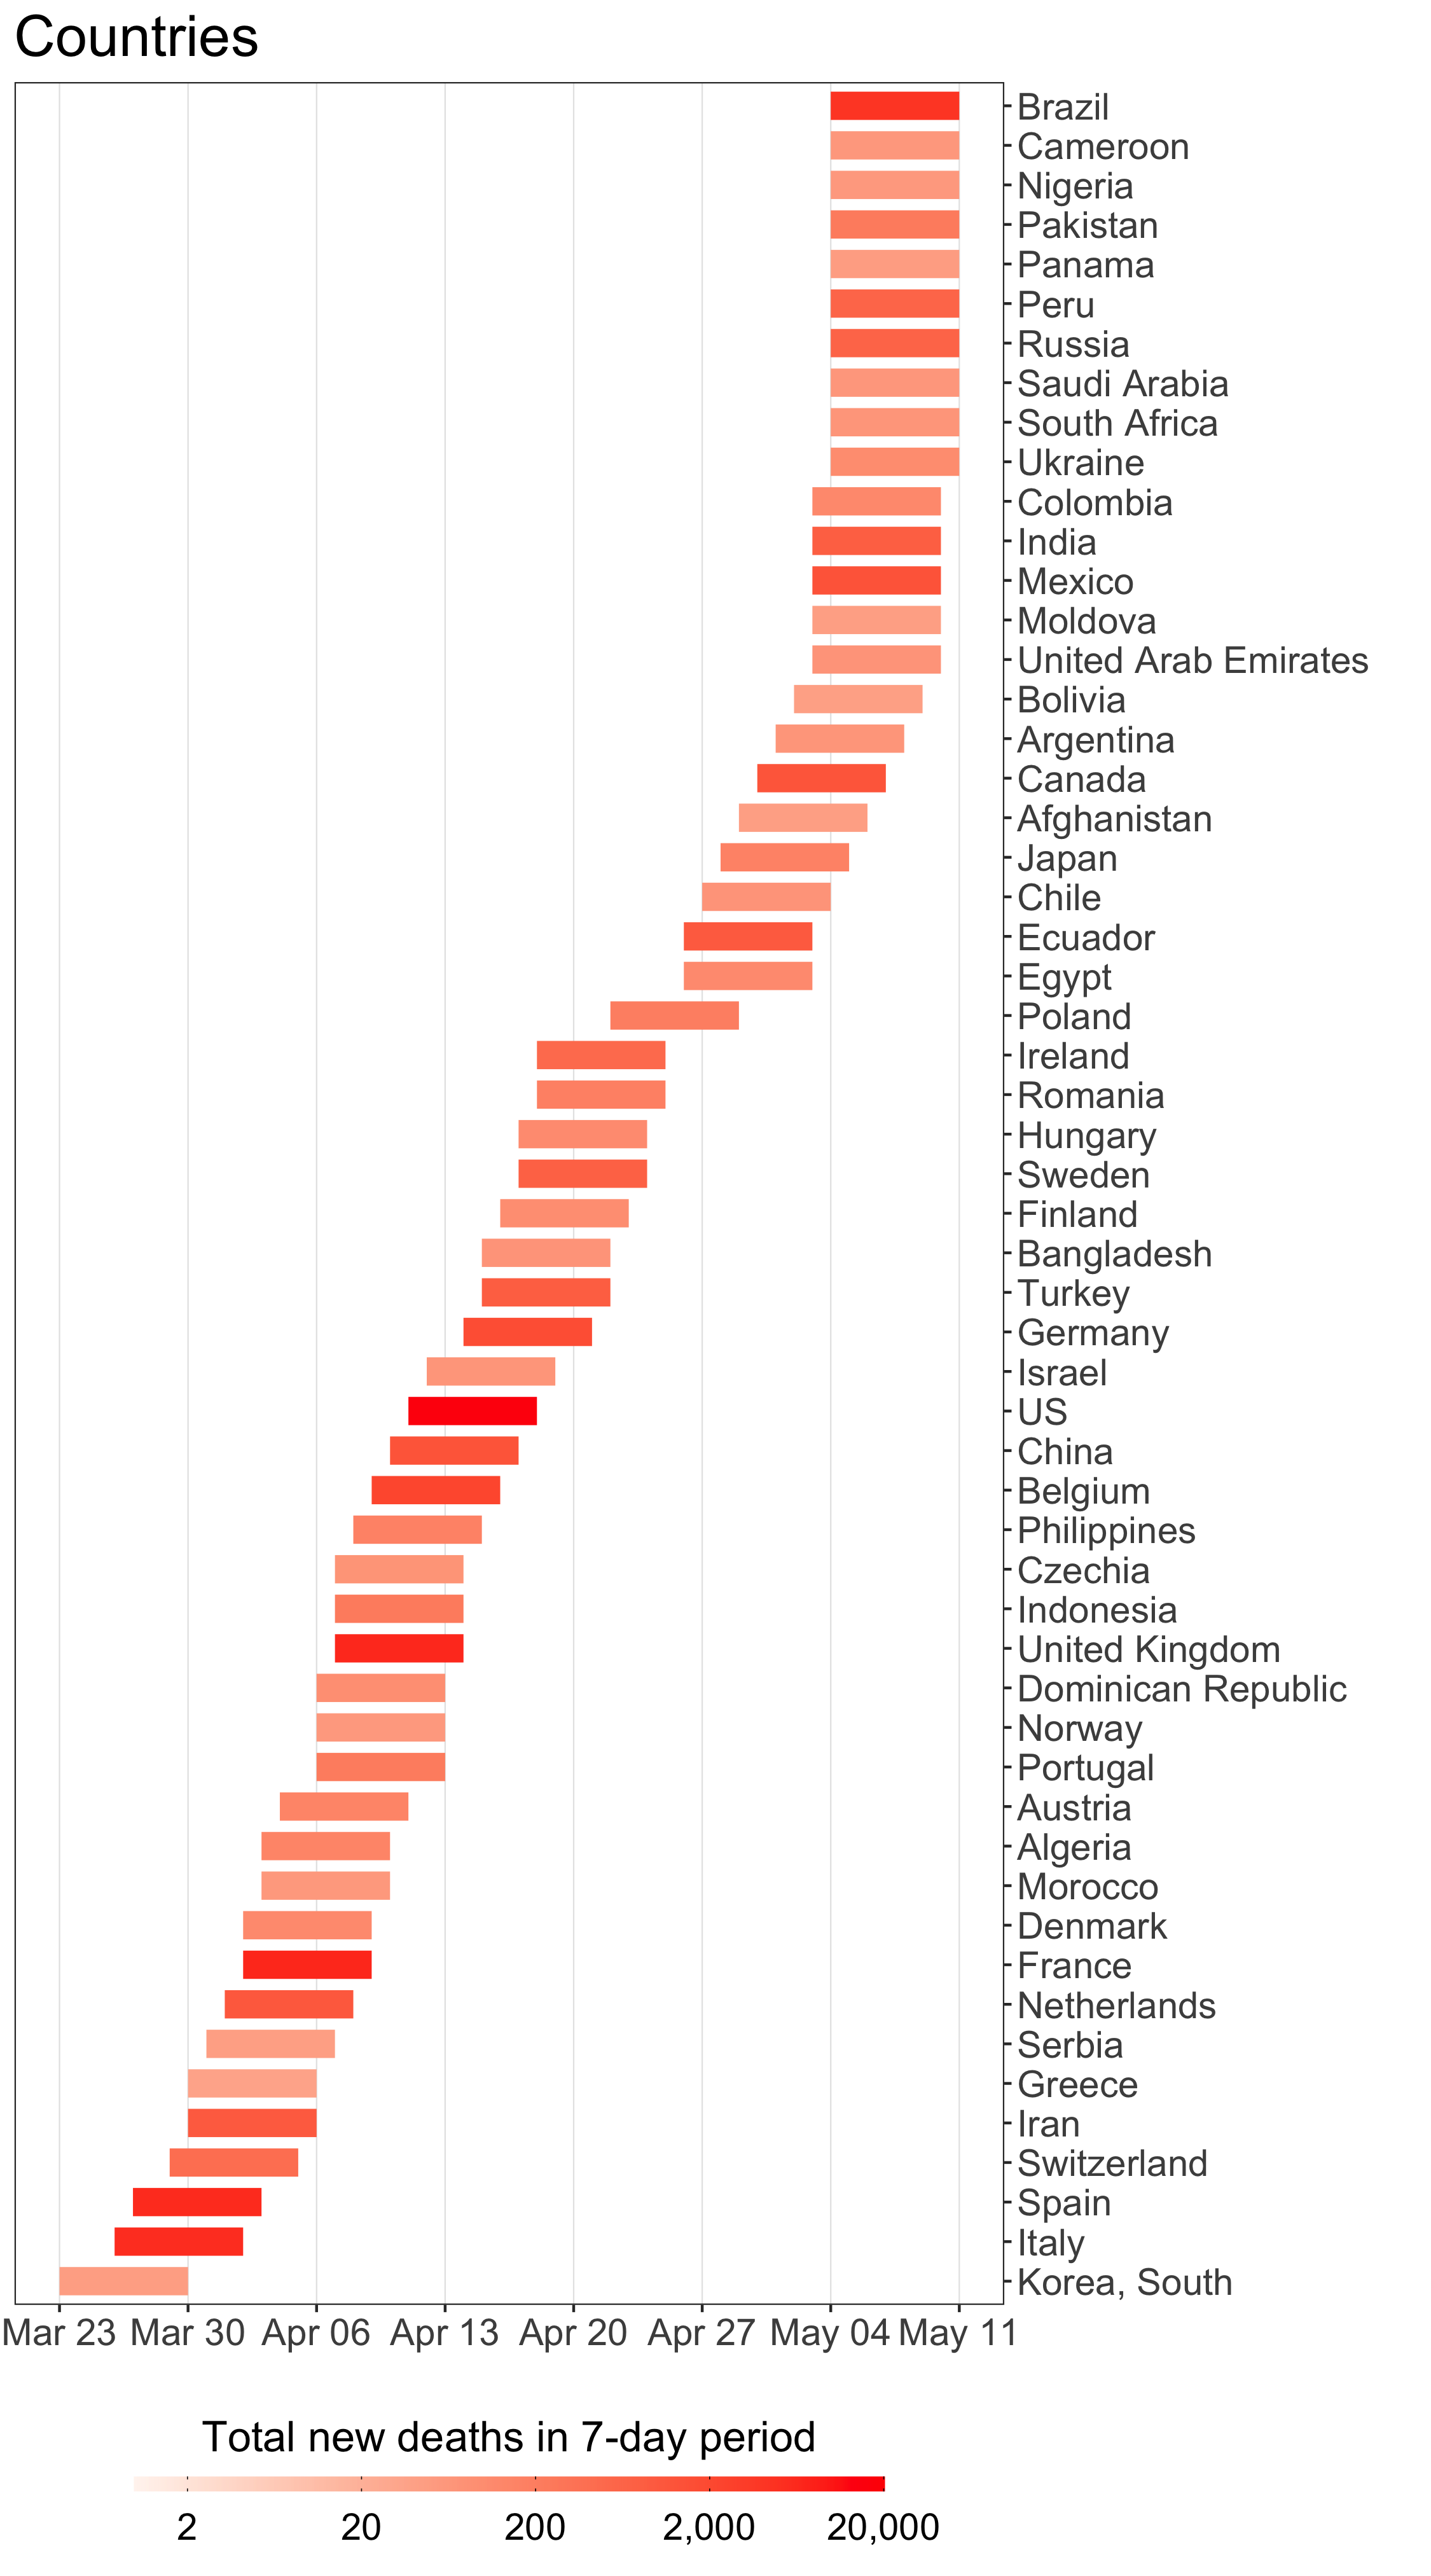 Countries
Brazil
Cameroon
Nigeria
Pakistan
Panama
Peru
Russia
Saudi Arabia
South Africa
Ukraine
Colombia
India
Mexico
Moldova
United Arab Emirates
Bolivia
Argentina
Canada
Afghanistan
Japan
Chile
Ecuador
Egypt
Poland
Ireland
Romania
Hungary
Sweden
Finland
Bangladesh
Turkey
Germany
Israel
US
China
Belgium
Philippines
Czechia
Indonesia
United Kingdom
Dominican Republic
Norway
Portugal
Austria
Algeria
Morocco
Denmark
France
Netherlands
Serbia
Greece
Iran
Switzerland
Spain
Italy
Korea, South
Mar 23 Mar 30 Apr 06 Apr 13 Apr 20 Apr 27 May 04 May 11
Total new deaths in 7-day period
2 20 200 2,000 20,000